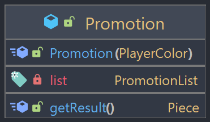 Promotion
Promotion(PlayerColor)
list PromotionList
getResult() Piece